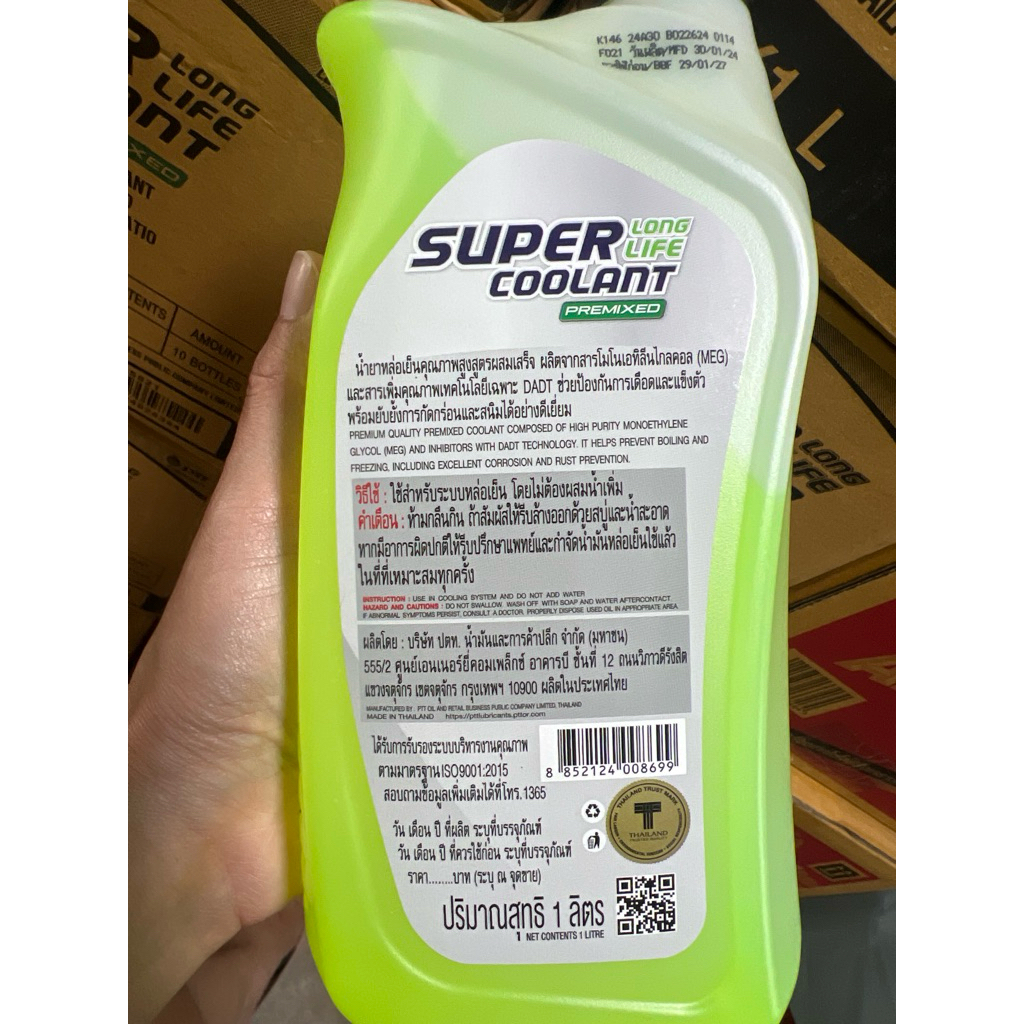 K146 24A30 B022624 0114
F021 วันผลิต/MFD 30/01/24
/BBF 29/01/27
/1 L
LONG
LIFE
ANT
TENTS
AMOUNT
10 BOTTLES
SUPER LONG LIFE
COOLANT
PREMIXED
น้ำยาหล่อเย็นคุณภาพสูงสูตรผสมเสร็จ ผลิตจากสารโมโนเอทิลีนไกลคอล (MEG)
และสารเพิ่มคุณภาพเทคโนโลยีเฉพาะ DADT ช่วยป้องกันการเดือดและแข็งตัว
พร้อมยับยั้งการกัดกร่อนและสนิมได้อย่างดีเยี่ยม
PREMIUM QUALITY PREMIXED COOLANT COMPOSED OF HIGH PURITY MONOETHYLENE
GLYCOL (MEG) AND INHIBITORS WITH DADT TECHNOLOGY. IT HELPS PREVENT BOILING AND
FREEZING, INCLUDING EXCELLENT CORROSION AND RUST PREVENTION.
วิธีใช้ : ใช้สำหรับระบบหล่อเย็น โดยไม่ต้องผสมน้ำเพิ่ม
คำเตือน : ห้ามกลืนกิน ถ้าสัมผัสให้รีบล้างออกด้วยสบู่และน้ำสะอาด
หากมีอาการผิดปกติให้รีบปรึกษาแพทย์และกำจัดน้ำมันหล่อเย็นใช้แล้ว
ในที่ที่เหมาะสมทุกครั้ง
INSTRUCTION : USE IN COOLING SYSTEM AND DO NOT ADD WATER
HAZARD AND CAUTIONS : DO NOT SWALLOW. WASH OFF WITH SOAP AND WATER AFTERCONTACT.
IF ABNORMAL SYMPTOMS PERSIST, CONSULT A DOCTOR. PROPERLY DISPOSE USED OIL IN APPROPRIATE AREA.
ผลิตโดย : บริษัท ปตท. น้ำมันและการค้าปลีก จำกัด (มหาชน)
555/2 ศูนย์เอนเนอร์ยี่คอมเพล็กซ์ อาคารบี ชั้นที่ 12 ถนนวิภาวดีรังสิต
แขวงจตุจักร เขตจตุจักร กรุงเทพฯ 10900 ผลิตในประเทศไทย
MANUFACTURED BY : PTT OIL AND RETAIL BUSINESS PUBLIC COMPANY LIMITED, THAILAND
MADE IN THAILAND https://pttlubricants.pttor.com
ได้รับการรับรองระบบบริหารงานคุณภาพ
ตามมาตรฐาน ISO9001:2015
สอบถามข้อมูลเพิ่มเติมได้ที่โทร. 1365
8 852124 008699
THAILAND TRUST MARK
THAILAND
TRUSTED QUALITY
วัน เดือน ปี ที่ผลิต ระบุที่บรรจุภัณฑ์
วัน เดือน ปี ที่ควรใช้ก่อน ระบุที่บรรจุภัณฑ์
ราคา........บาท (ระบุ ณ จุดขาย)
ปริมาณสุทธิ 1 ลิตร
NET CONTENTS 1 LITRE